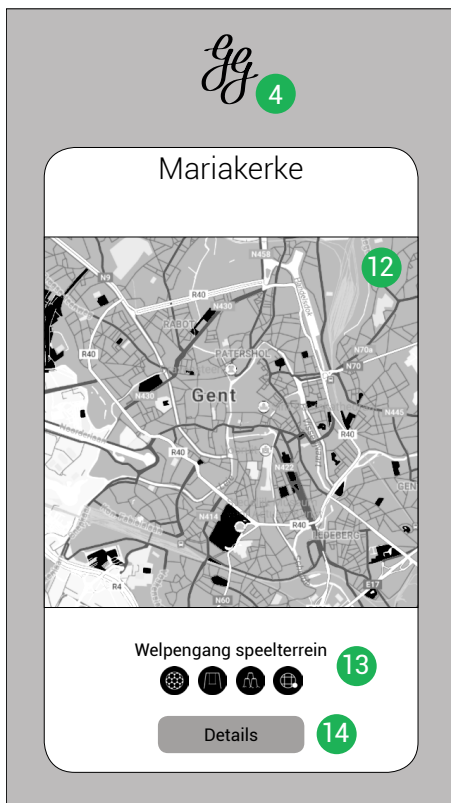 gg
4
Mariakerke
12
N458
N9
R40
N430
RABOT
PATERSHOL
N70a
N70
R40
Gent
N430
N445
Noorderlaan
R40
R40
N422
GEN
N414
R40
LEDEBERG
R4
E17
N60
Welpengang speelterrein
13
Details
14